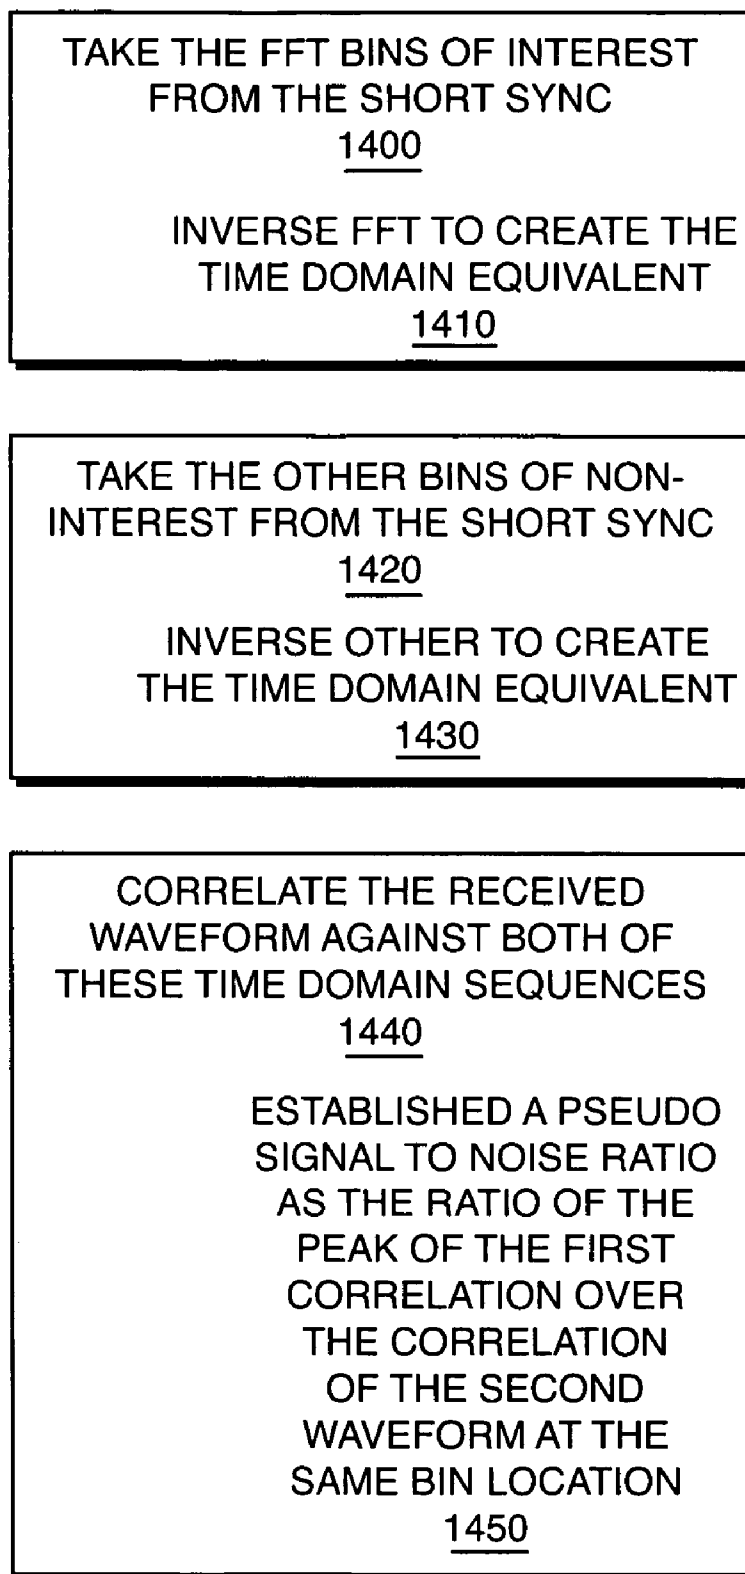 TAKE THE FFT BINS OF INTEREST
FROM THE SHORT SYNC
1400
INVERSE FFT TO CREATE THE
TIME DOMAIN EQUIVALENT
1410
TAKE THE OTHER BINS OF NON-
INTEREST FROM THE SHORT SYNC
1420
INVERSE OTHER TO CREATE
THE TIME DOMAIN EQUIVALENT
1430
CORRELATE THE RECEIVED
WAVEFORM AGAINST BOTH OF
THESE TIME DOMAIN SEQUENCES
1440
ESTABLISHED A PSEUDO
SIGNAL TO NOISE RATIO
AS THE RATIO OF THE
PEAK OF THE FIRST
CORRELATION OVER
THE CORRELATION
OF THE SECOND
WAVEFORM AT THE
SAME BIN LOCATION
1450